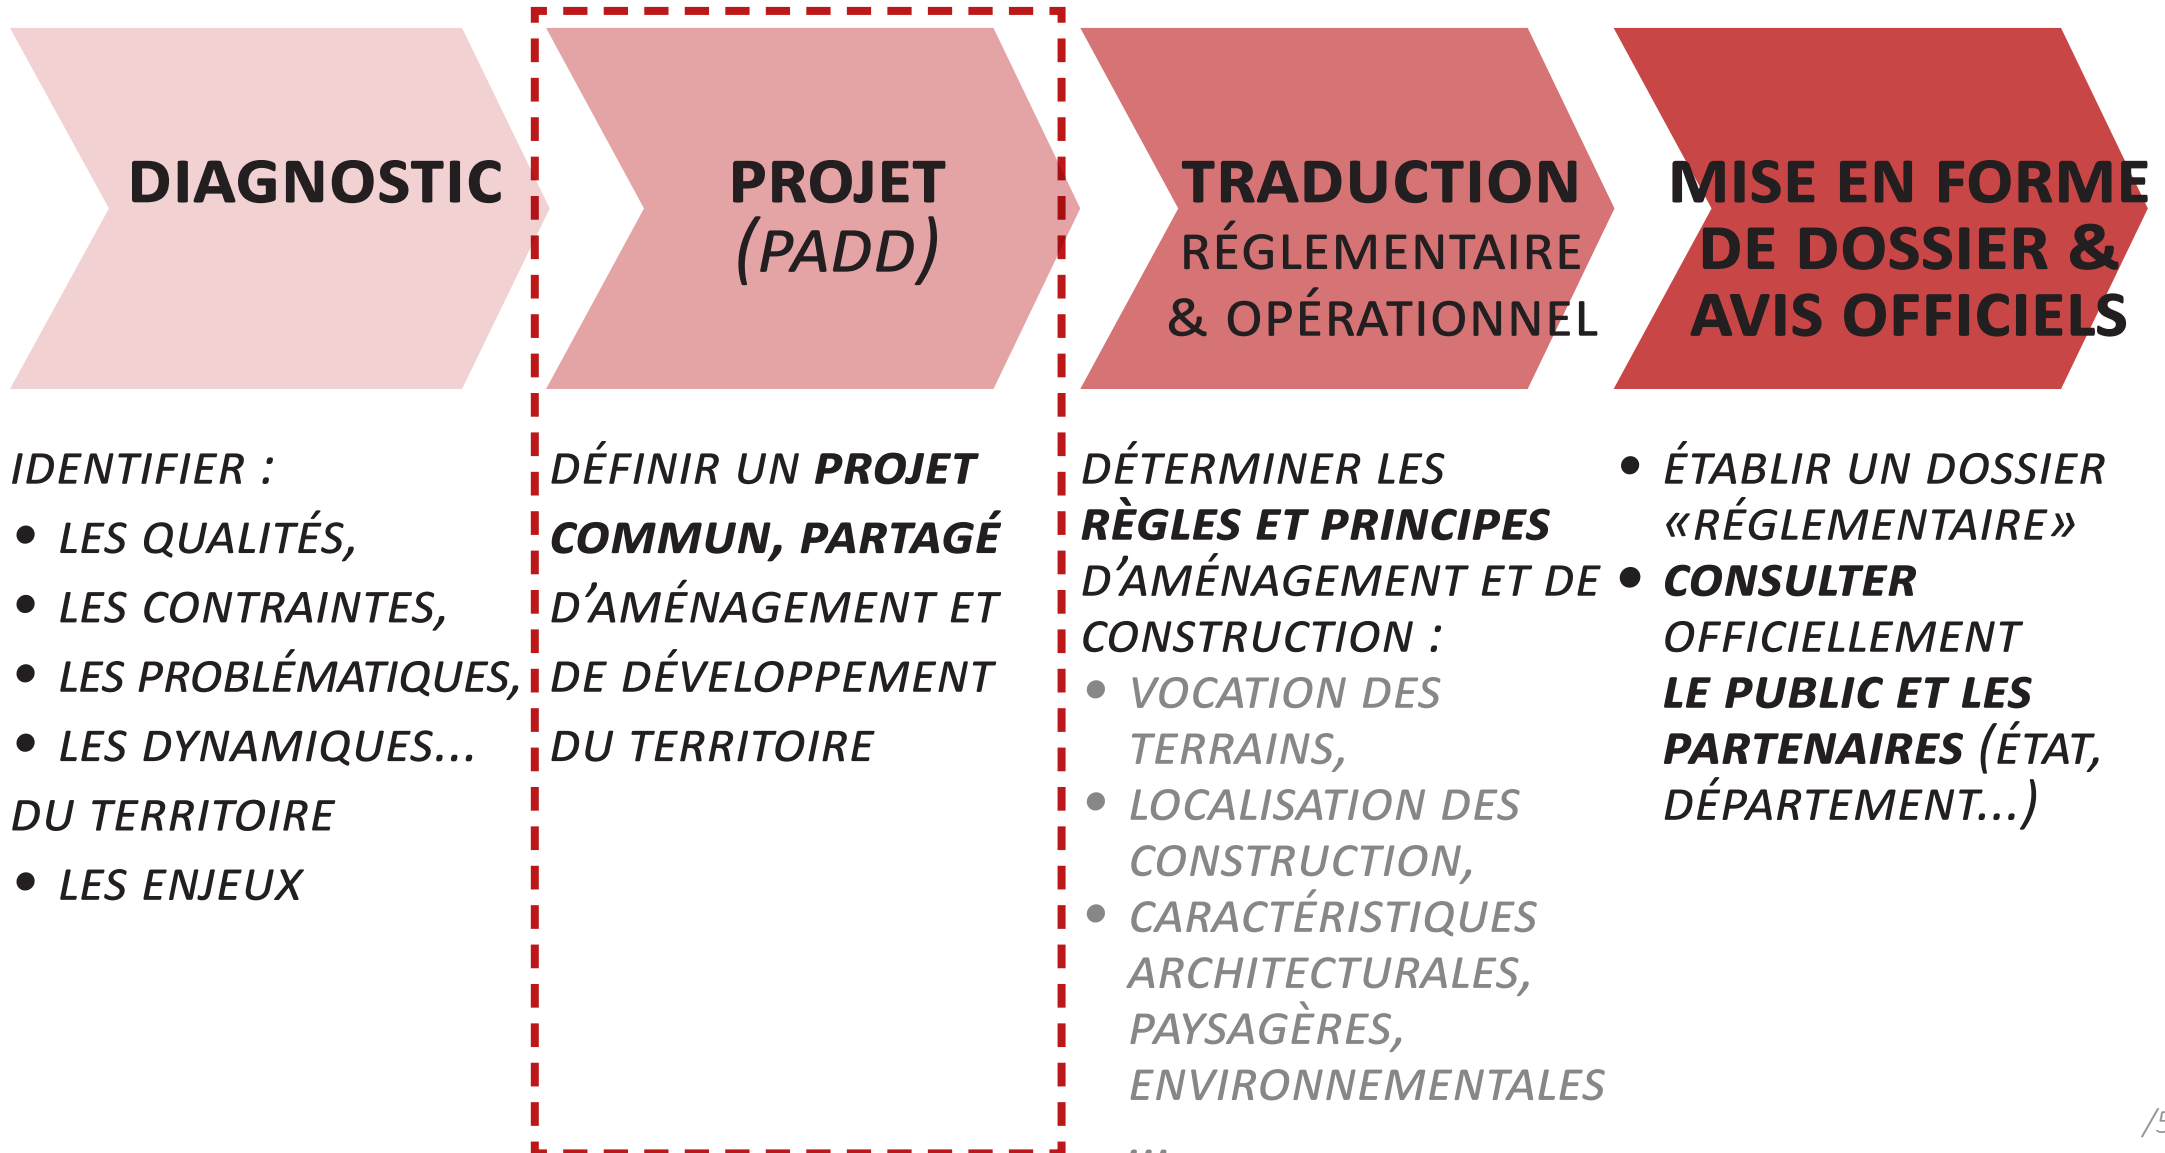 DIAGNOSTIC
IDENTIFIER :
• LES QUALITÉS,
• LES CONTRAINTES,
• LES PROBLÉMATIQUES,
• LES DYNAMIQUES...
DU TERRITOIRE
• LES ENJEUX
PROJET
(PADD)
DÉFINIR UN PROJET
COMMUN, PARTAGÉ
D’AMÉNAGEMENT ET
DE DÉVELOPPEMENT
DU TERRITOIRE
TRADUCTION
RÉGLEMENTAIRE
& OPÉRATIONNEL
DÉTERMINER LES
RÈGLES ET PRINCIPES
D’AMÉNAGEMENT ET DE
CONSTRUCTION :
• VOCATION DES
TERRAINS,
• LOCALISATION DES
CONSTRUCTION,
• CARACTÉRISTIQUES
ARCHITECTURALES,
PAYSAGÈRES,
ENVIRONNEMENTALES
...
MISE EN FORME
DE DOSSIER &
AVIS OFFICIELS
• ÉTABLIR UN DOSSIER
«RÉGLEMENTAIRE»
• CONSULTER
OFFICIELLEMENT
LE PUBLIC ET LES
PARTENAIRES (ÉTAT,
DÉPARTEMENT...)
/5